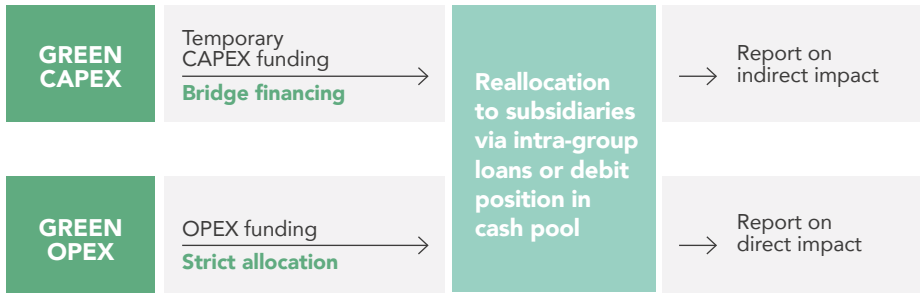 GREEN
CAPEX
Temporary
CAPEX funding
Bridge financing
Reallocation
to subsidiaries
via intra-group
loans or debit
position in
cash pool
Report on
indirect impact
GREEN
OPEX
OPEX funding
Strict allocation
Report on
direct impact